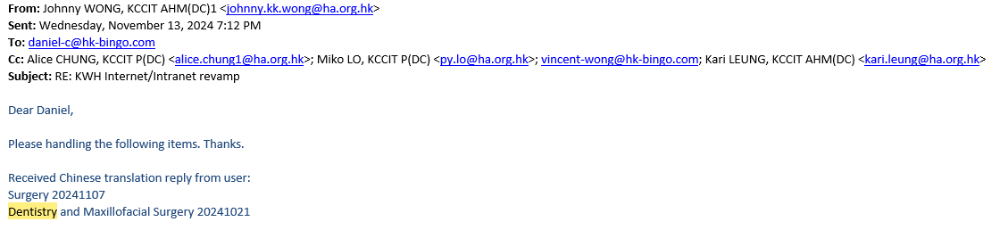 From: Johnny WONG, KCCIT AHM(DC)1 <johnny.kk.wong@ha.org.hk>
Sent: Wednesday, November 13, 2024 7:12 PM
To: daniel-c@hk-bingo.com
Cc: Alice CHUNG, KCCIT P(DC) <alice.chung1@ha.org.hk>; Miko LO, KCCIT P(DC) <py.lo@ha.org.hk>; vincent-wong@hk-bingo.com; Kari LEUNG, KCCIT AHM(DC) <kari.leung@ha.org.hk>
Subject: RE: KWH Internet/Intranet revamp
Dear Daniel,
Please handling the following items. Thanks.
Received Chinese translation reply from user:
Surgery 20241107
Dentistry and Maxillofacial Surgery 20241021